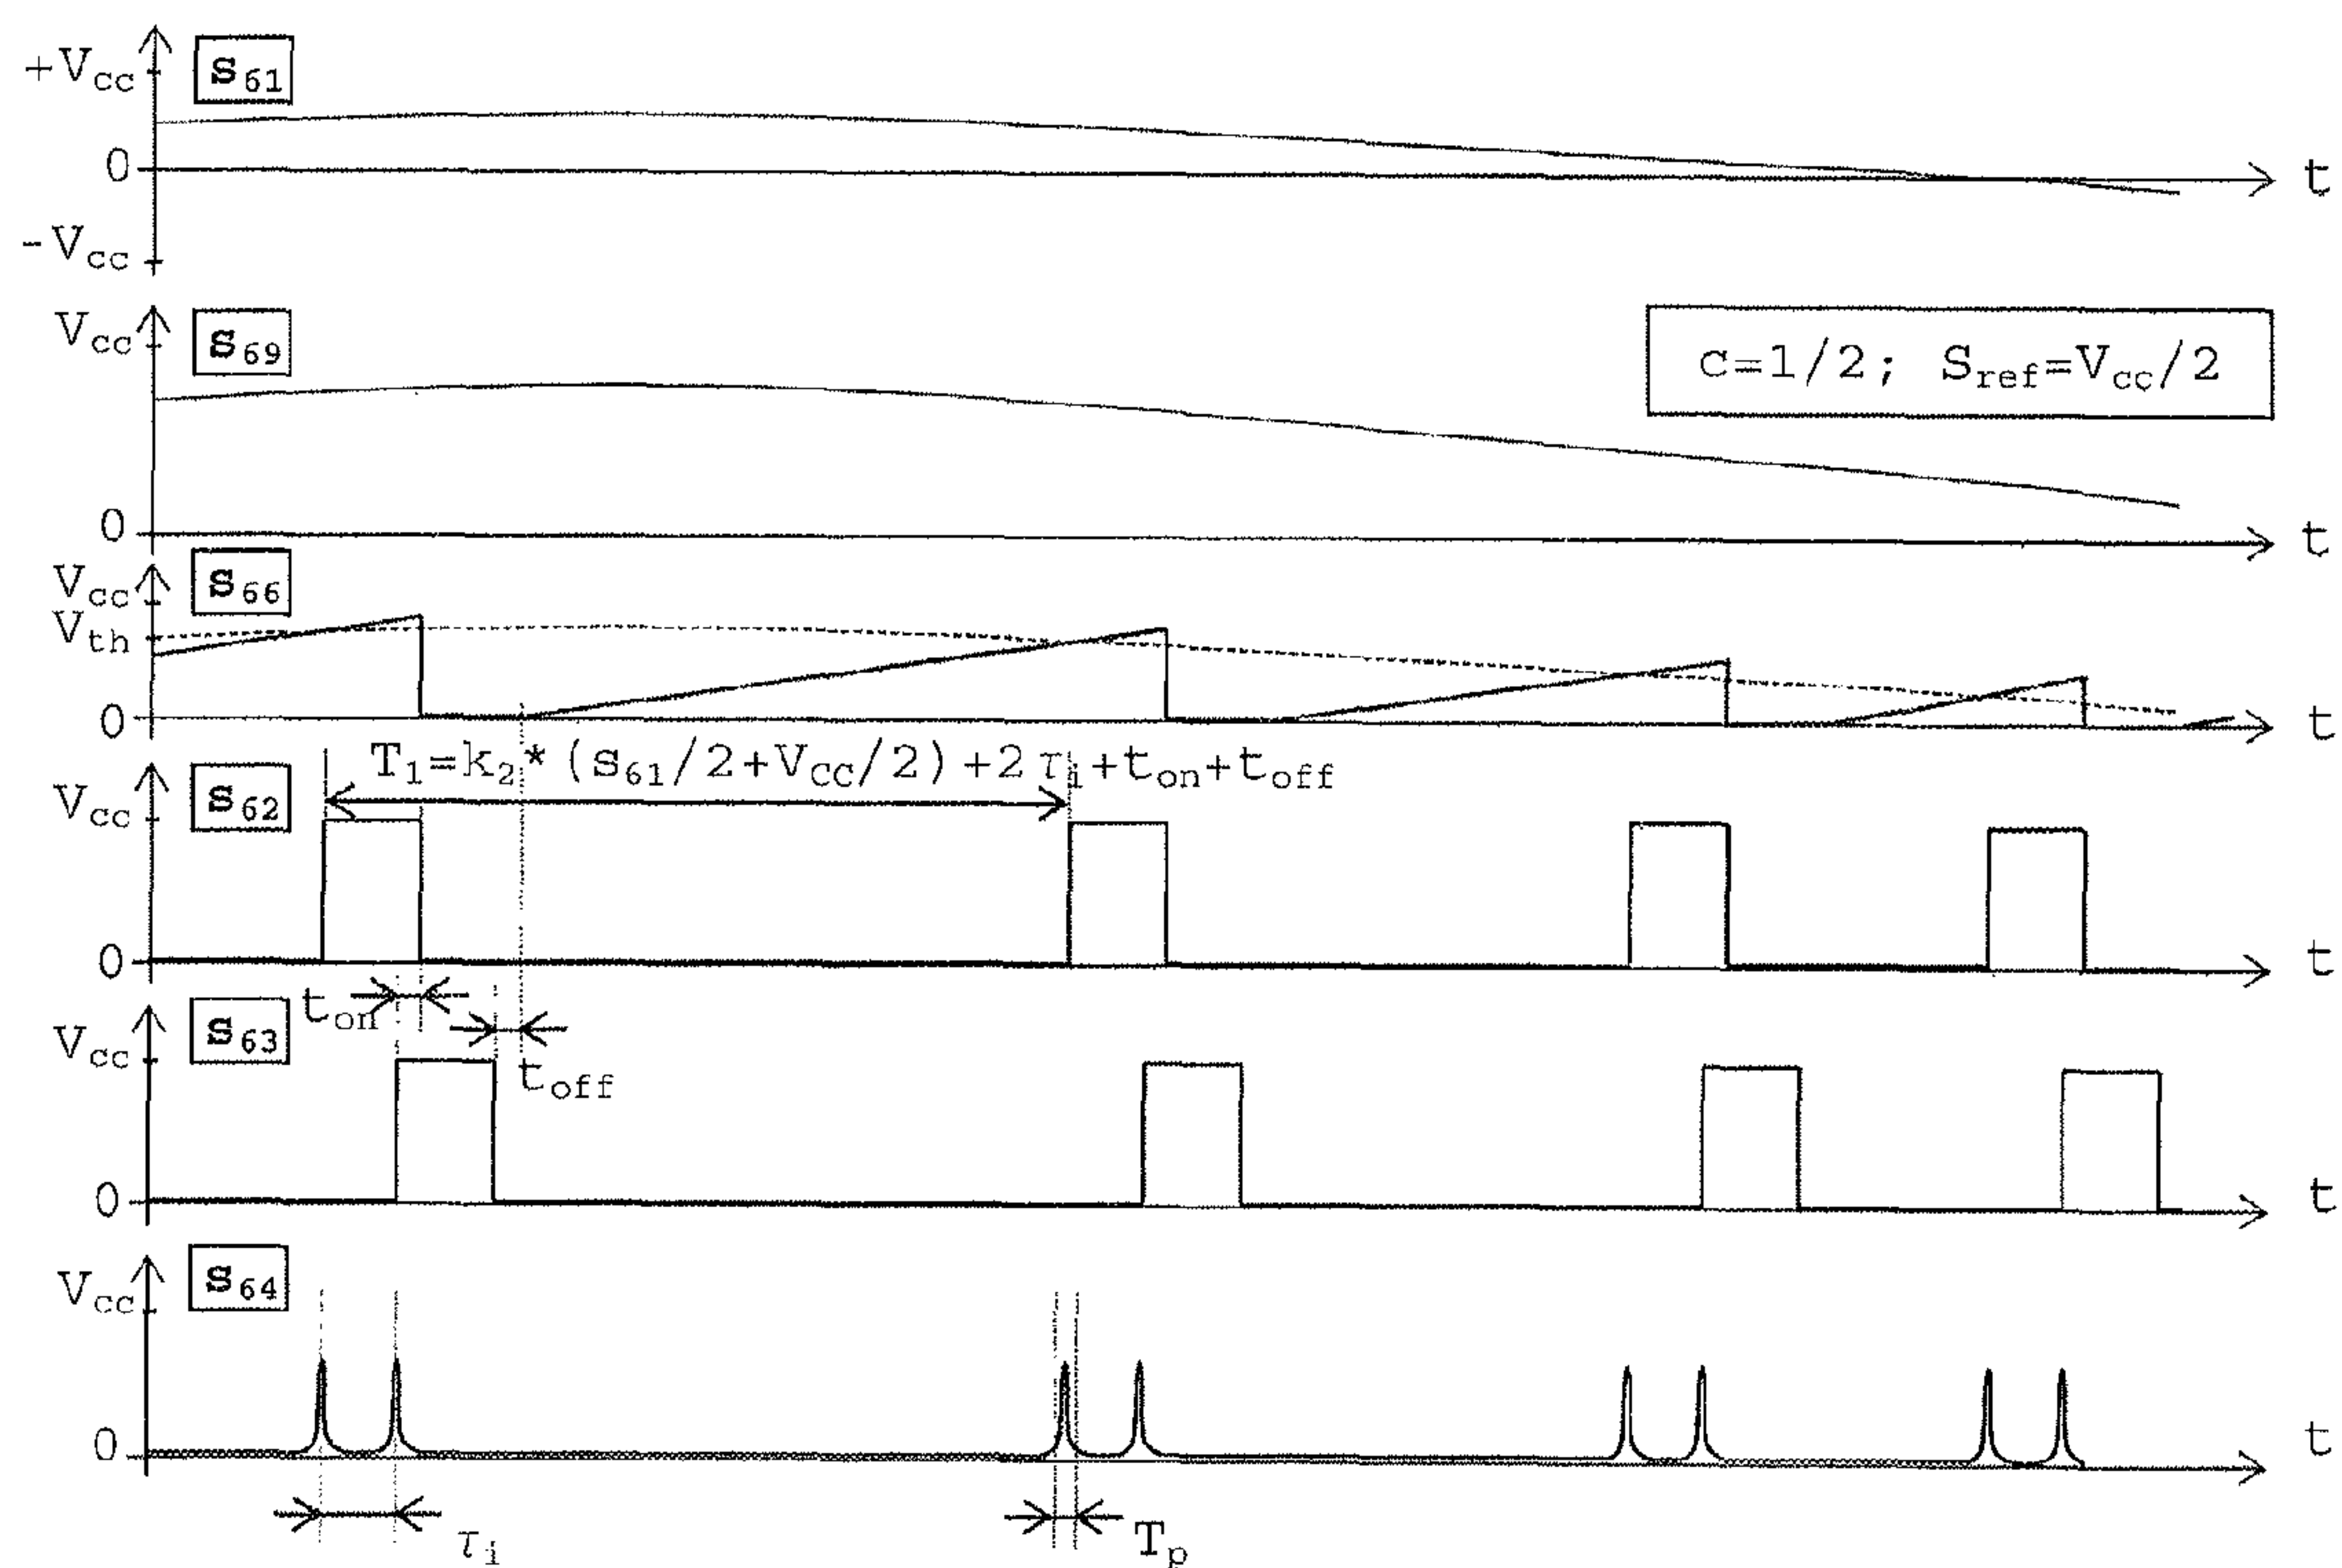 +Vcc s61
0 t
-Vcc
Vcc s69
c=1/2; Sref=Vcc/2
0 t
Vcc s66
Vth
0 t
T1=k2*(s61/2+VCC/2)+2τi+ton+toff
Vcc s62
0 t
ton
Vcc s63
toff
0 t
Vcc s64
0 t
τi Tp